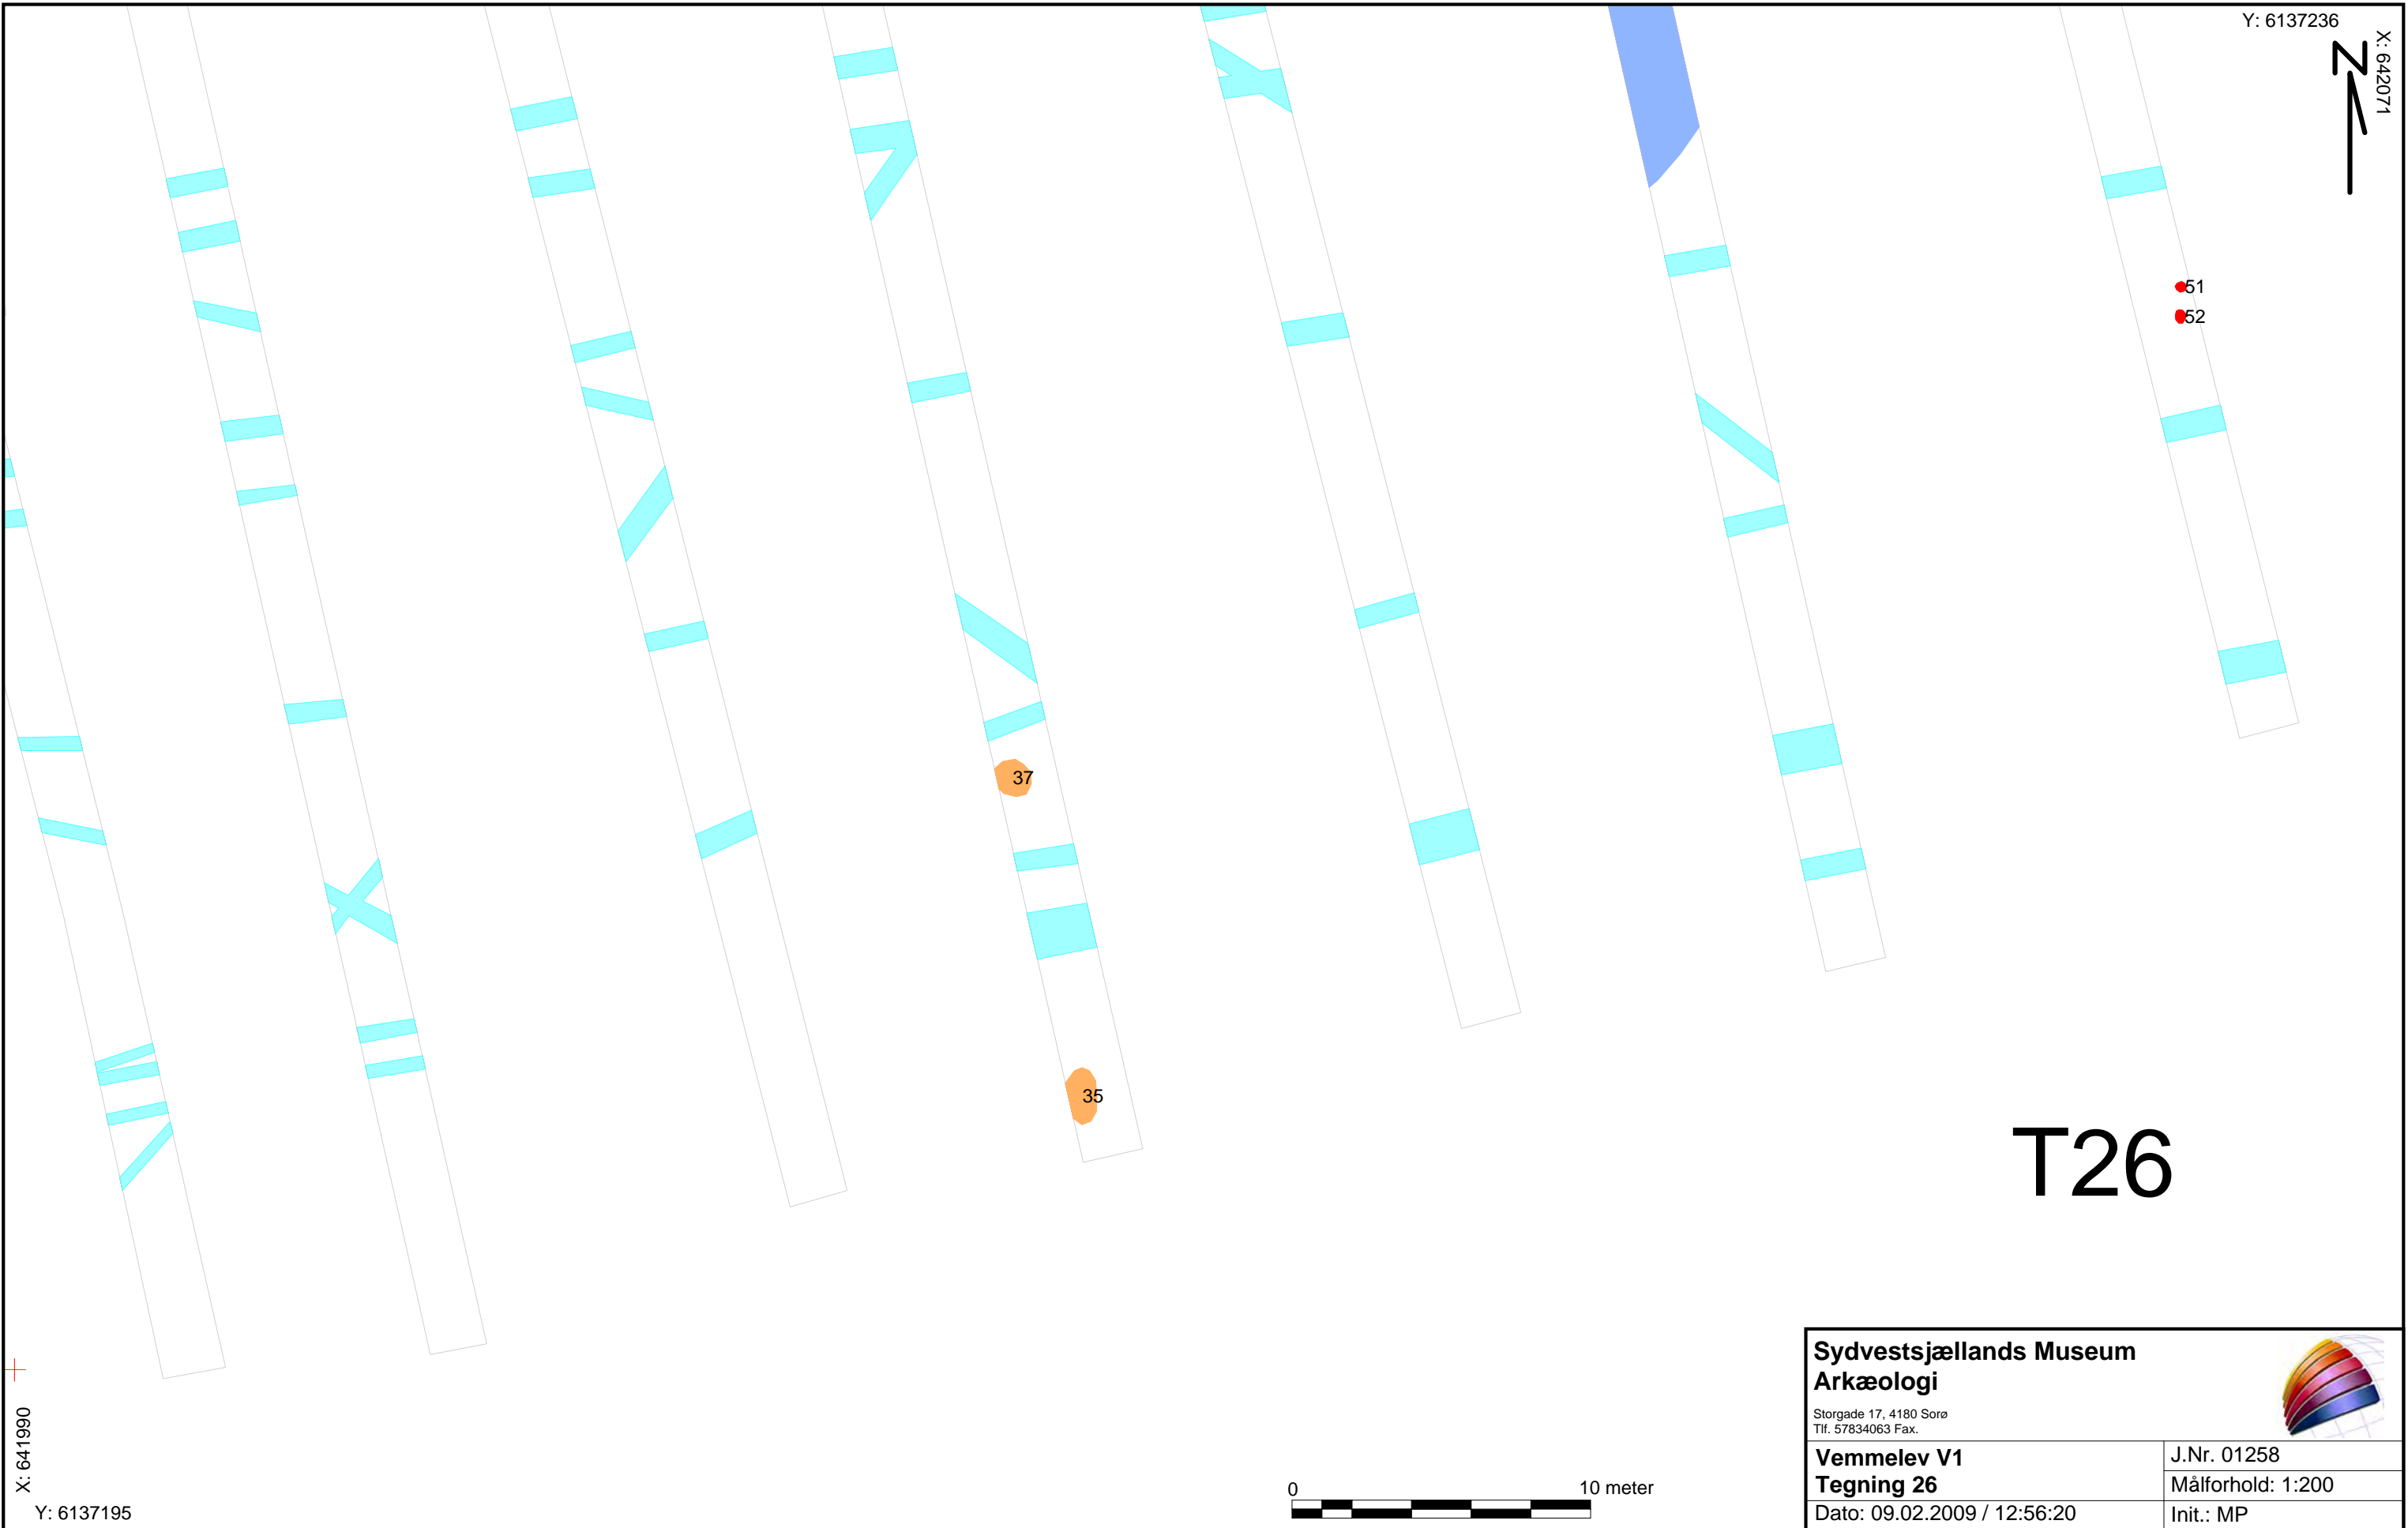 Y: 6137236
X: 642071
N
51
52
37
35
T26
X: 641990
Y: 6137195
0
10 meter
Sydvestsjællands Museum
Arkæologi
Storgade 17, 4180 Sorø
Tlf. 57834063 Fax.
Vemmelev V1
Tegning 26
J.Nr. 01258
Målforhold: 1:200
Dato: 09.02.2009 / 12:56:20
Init.: MP